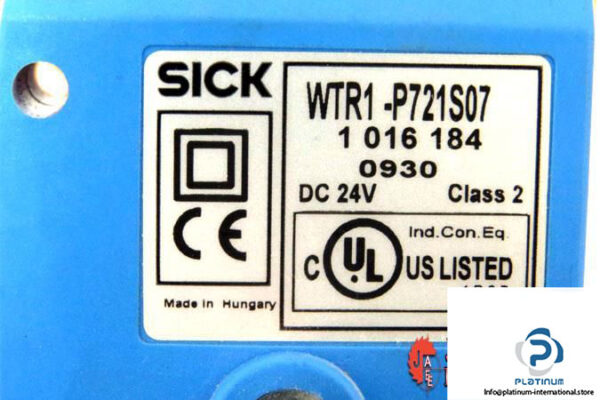 SICK
WTR1 -P721S07
1 016 184
0930
DC 24V Class 2
CE
Ind.Con.Eq.
C UL US LISTED
Made in Hungary
PLATINUM
Info@platinum-international.store